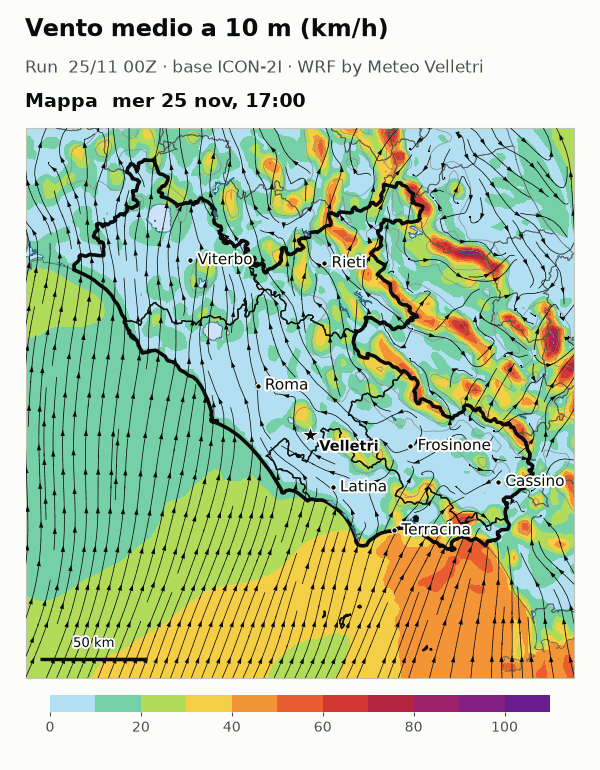 Vento medio a 10 m (km/h)
Run  25/11 00Z · base ICON-2I · WRF by Meteo Velletri
Mappa  mer 25 nov, 17:00
Viterbo
Rieti
Roma
Velletri
Frosinone
Cassino
Latina
Terracina
50 km
0 20 40 60 80 100